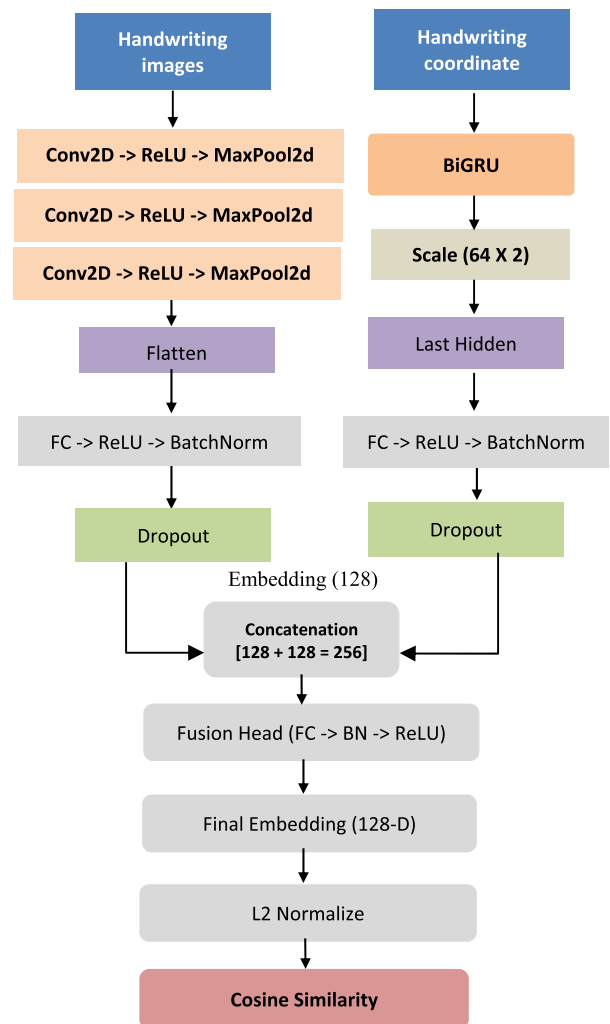 Handwriting
images
Conv2D -> ReLU -> MaxPool2d
Conv2D -> ReLU -> MaxPool2d
Conv2D -> ReLU -> MaxPool2d
Flatten
FC -> ReLU -> BatchNorm
Dropout
Handwriting
coordinate
BiGRU
Scale (64 X 2)
Last Hidden
FC -> ReLU -> BatchNorm
Dropout
Embedding (128)
Concatenation
[128 + 128 = 256]
Fusion Head (FC -> BN -> ReLU)
Final Embedding (128-D)
L2 Normalize
Cosine Similarity